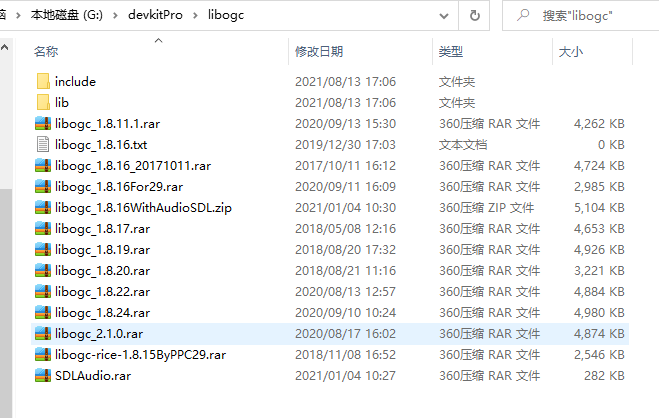 本地磁盘 (G:) > devkitPro > libogc 搜索"libogc"
名称 修改日期 类型 大小
include 2021/08/13 17:06 文件夹
lib 2021/08/13 17:06 文件夹
libogc_1.8.11.1.rar 2020/09/13 15:30 360压缩 RAR 文件 4,262 KB
libogc_1.8.16.txt 2019/12/30 17:03 文本文档 0 KB
libogc_1.8.16_20171011.rar 2017/10/11 16:12 360压缩 RAR 文件 4,724 KB
libogc_1.8.16For29.rar 2020/09/11 16:09 360压缩 RAR 文件 2,985 KB
libogc_1.8.16WithAudioSDL.zip 2021/01/04 10:30 360压缩 ZIP 文件 5,104 KB
libogc_1.8.17.rar 2018/05/08 12:16 360压缩 RAR 文件 4,653 KB
libogc_1.8.19.rar 2018/08/20 17:32 360压缩 RAR 文件 4,926 KB
libogc_1.8.20.rar 2018/08/21 11:16 360压缩 RAR 文件 3,221 KB
libogc_1.8.22.rar 2020/08/13 12:57 360压缩 RAR 文件 4,884 KB
libogc_1.8.24.rar 2020/09/10 10:24 360压缩 RAR 文件 4,980 KB
libogc_2.1.0.rar 2020/08/17 16:02 360压缩 RAR 文件 4,874 KB
libogc-rice-1.8.15ByPPC29.rar 2018/11/08 16:52 360压缩 RAR 文件 2,546 KB
SDLAudio.rar 2021/01/04 10:27 360压缩 RAR 文件 282 KB